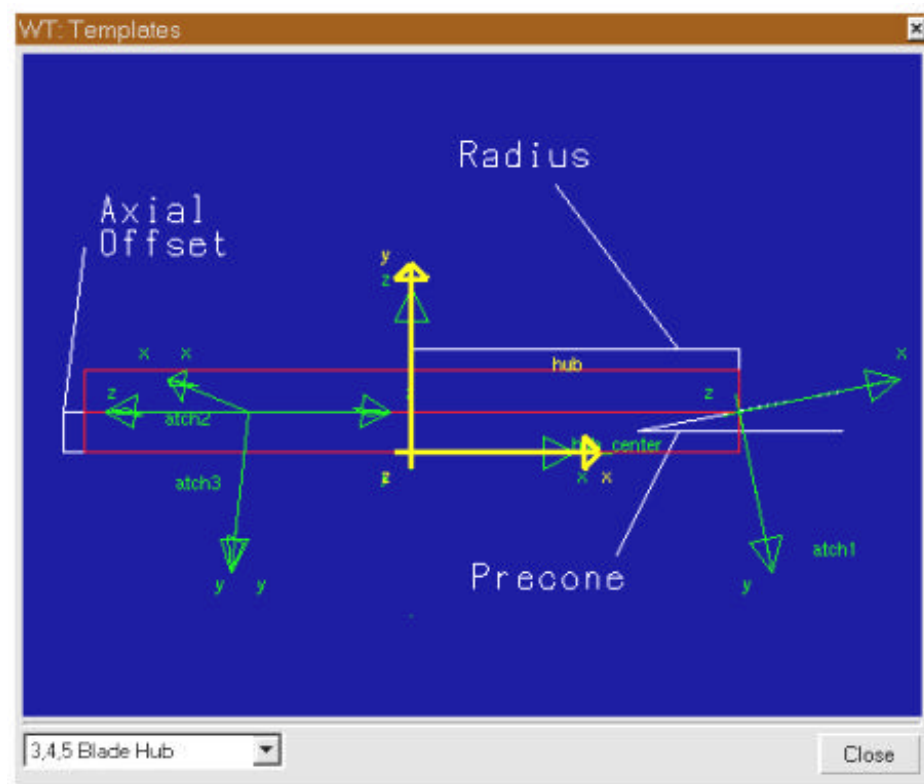 WT: Templates
Radius
Axial
Offset
y
z
x x
x
hub
z
z
atch2
center
x x
z
atch3
atch1
y y
y
Precone
3,4,5 Blade Hub
Close